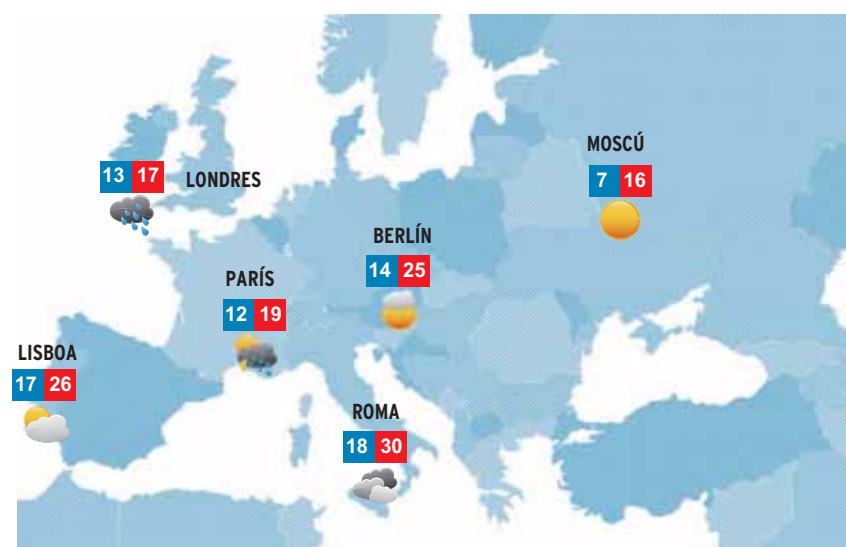 MOSCÚ
7 16
13 17
LONDRES
BERLÍN
14 25
PARÍS
12 19
LISBOA
17 26
ROMA
18 30